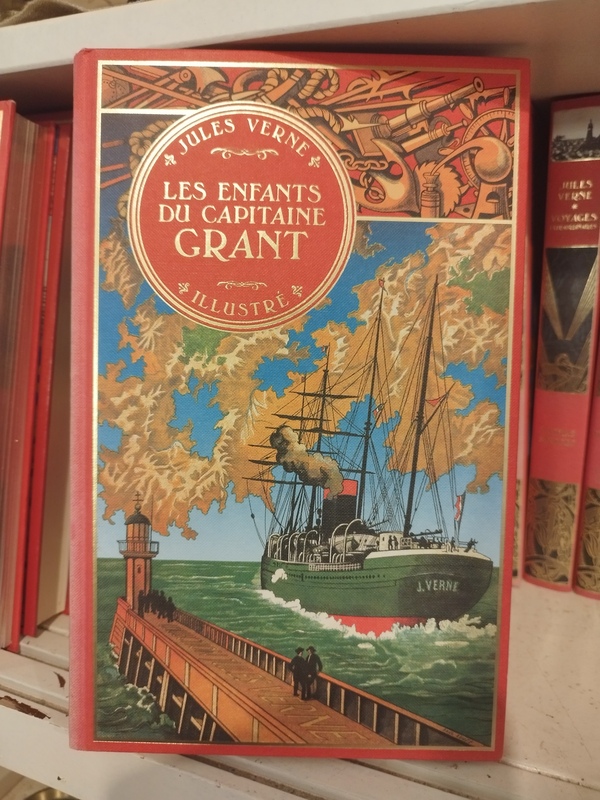 JULES VERNE
LES ENFANTS
DU CAPITAINE
GRANT
ILLUSTRÉ
J. VERNE
JULES
VERNE
VOYAGES